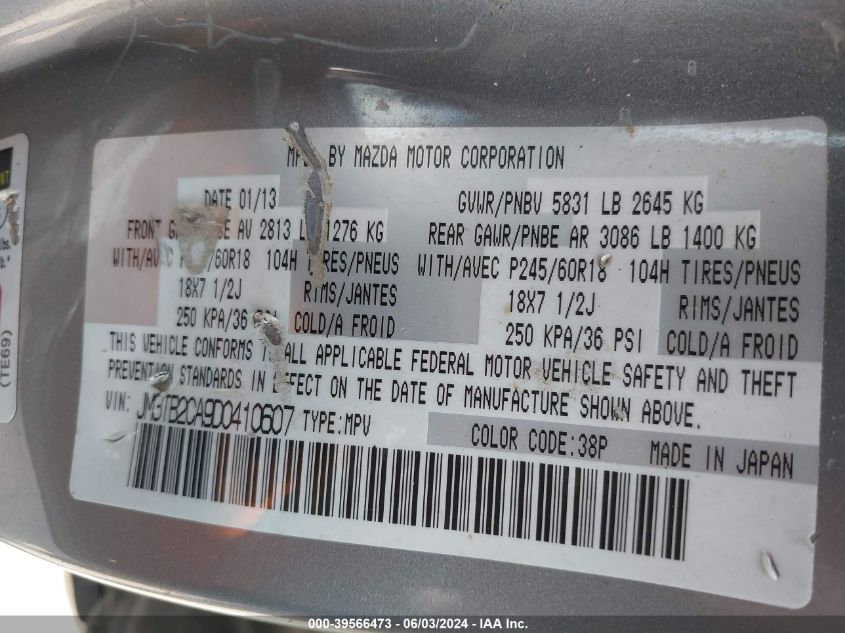 MFD. BY MAZDA MOTOR CORPORATION
DATE 01/13 GVWR/PNBV 5831 LB 2645 KG
FRONT AV 2813 1276 KG REAR GAWR/PNBE AR 3086 LB 1400 KG
WITH/AVEC /60R18 104H TIRES/PNEUS WITH/AVEC P245/60R18 104H TIRES/PNEUS
18X7 1/2J RIMS/JANTES 18X7 1/2J RIMS/JANTES
250 KPA/36 COLD/A FROID 250 KPA/36 PSI COLD/A FROID
THIS VEHICLE CONFORMS ALL APPLICABLE FEDERAL MOTOR VEHICLE SAFETY AND THEFT
PREVENTION STANDARDS IN EFFECT ON THE DATE OF MANUFACTURE SHOWN ABOVE.
VIN: JM3TB2CA9D0410607 TYPE:MPV
COLOR CODE:38P MADE IN JAPAN
(TE69)
000-39566473 - 06/03/2024 - IAA Inc.